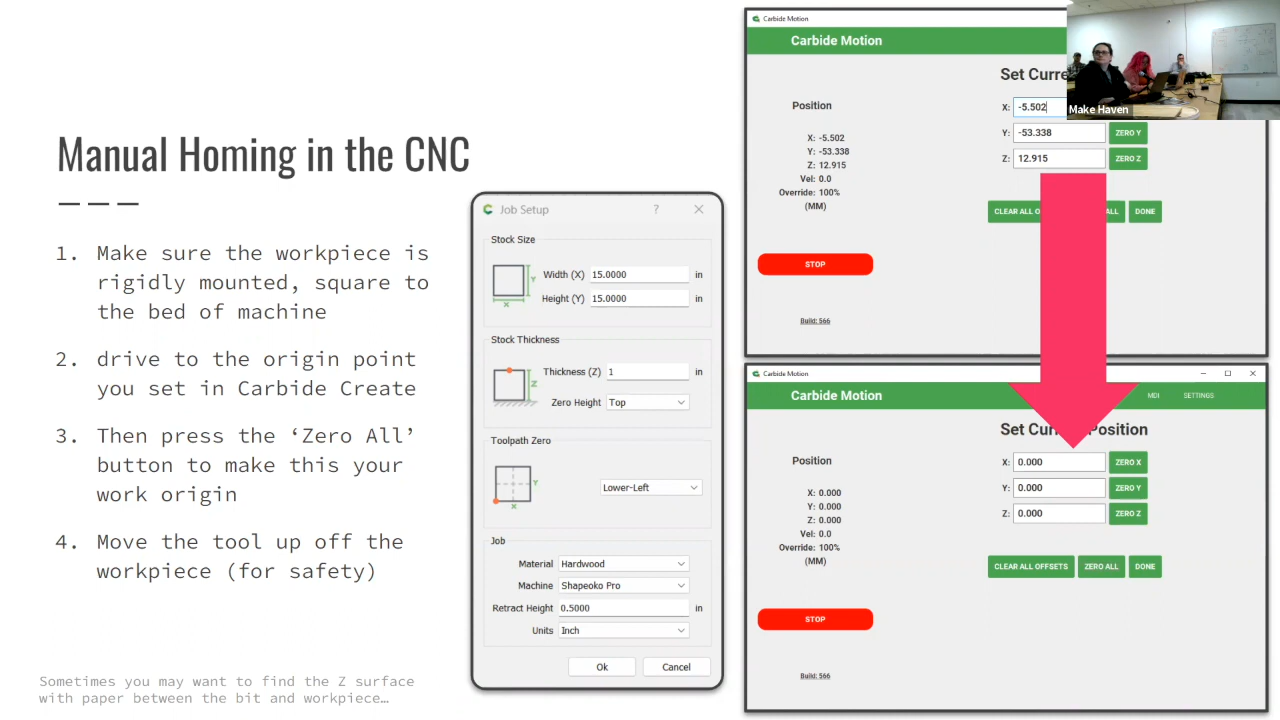 Manual Homing in the CNC
1. Make sure the workpiece is
rigidly mounted, square to
the bed of machine
2. drive to the origin point
you set in Carbide Create
3. Then press the ‘Zero All’
button to make this your
work origin
4. Move the tool up off the
workpiece (for safety)
Sometimes you may want to find the Z surface
with paper between the bit and workpiece…
Job Setup
?
Stock Size
Y
X
Width (X) 15.0000 in
Height (Y) 15.0000 in
Stock Thickness
Z
Thickness (Z) 1 in
Zero Height Top
Toolpath Zero
Y
X
Lower-Left
Job
Material Hardwood
Machine Shapeoko Pro
Retract Height 0.5000 in
Units Inch
Ok Cancel
Carbide Motion
Carbide Motion
Set Curre
Position
X: -5.502
Y: -53.338
Z: 12.915
Vel: 0.0
Override: 100%
(MM)
STOP
Build: 566
X: -5.502
Y: -53.338 ZERO Y
Z: 12.915 ZERO Z
CLEAR ALL O ALL DONE
Make Haven
Carbide Motion
Carbide Motion MDI SETTINGS
Set Curr Position
Position
X: 0.000
Y: 0.000
Z: 0.000
Vel: 0.0
Override: 100%
(MM)
STOP
Build: 566
X: 0.000 ZERO X
Y: 0.000 ZERO Y
Z: 0.000 ZERO Z
CLEAR ALL OFFSETS ZERO ALL DONE